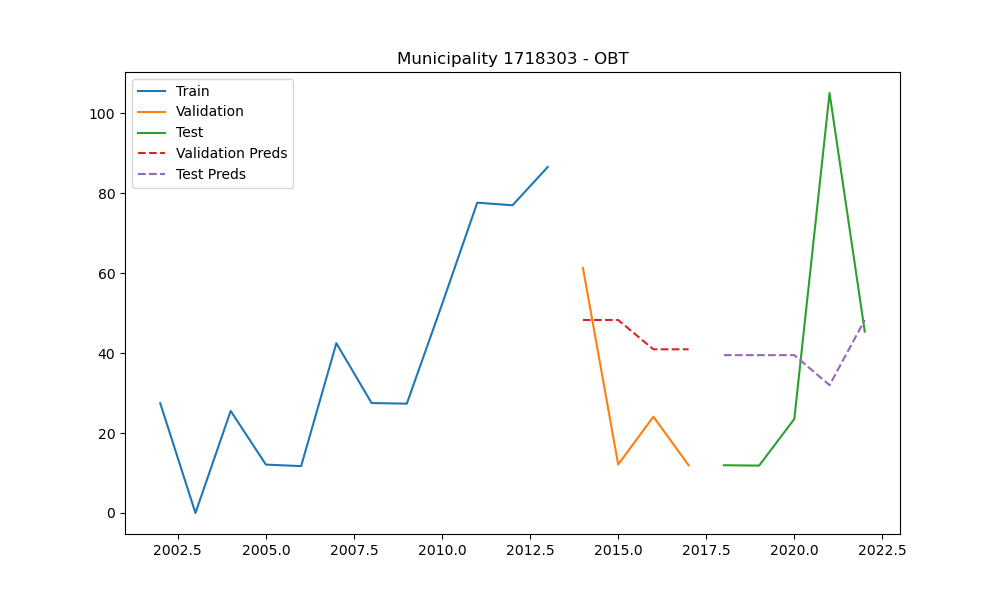 Municipality 1718303 - OBT
Train
Validation
Test
Validation Preds
Test Preds
100
80
60
40
20
0
2002.5 2005.0 2007.5 2010.0 2012.5 2015.0 2017.5 2020.0 2022.5